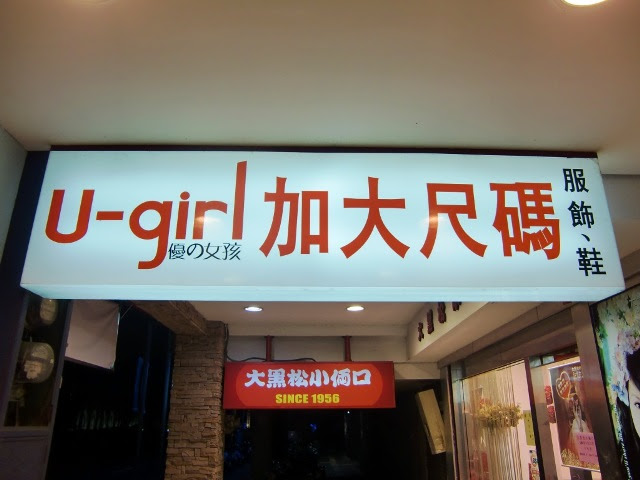 U-girl
優の女孩
加大尺碼
服飾、鞋
大黑松小倆口
SINCE 1956